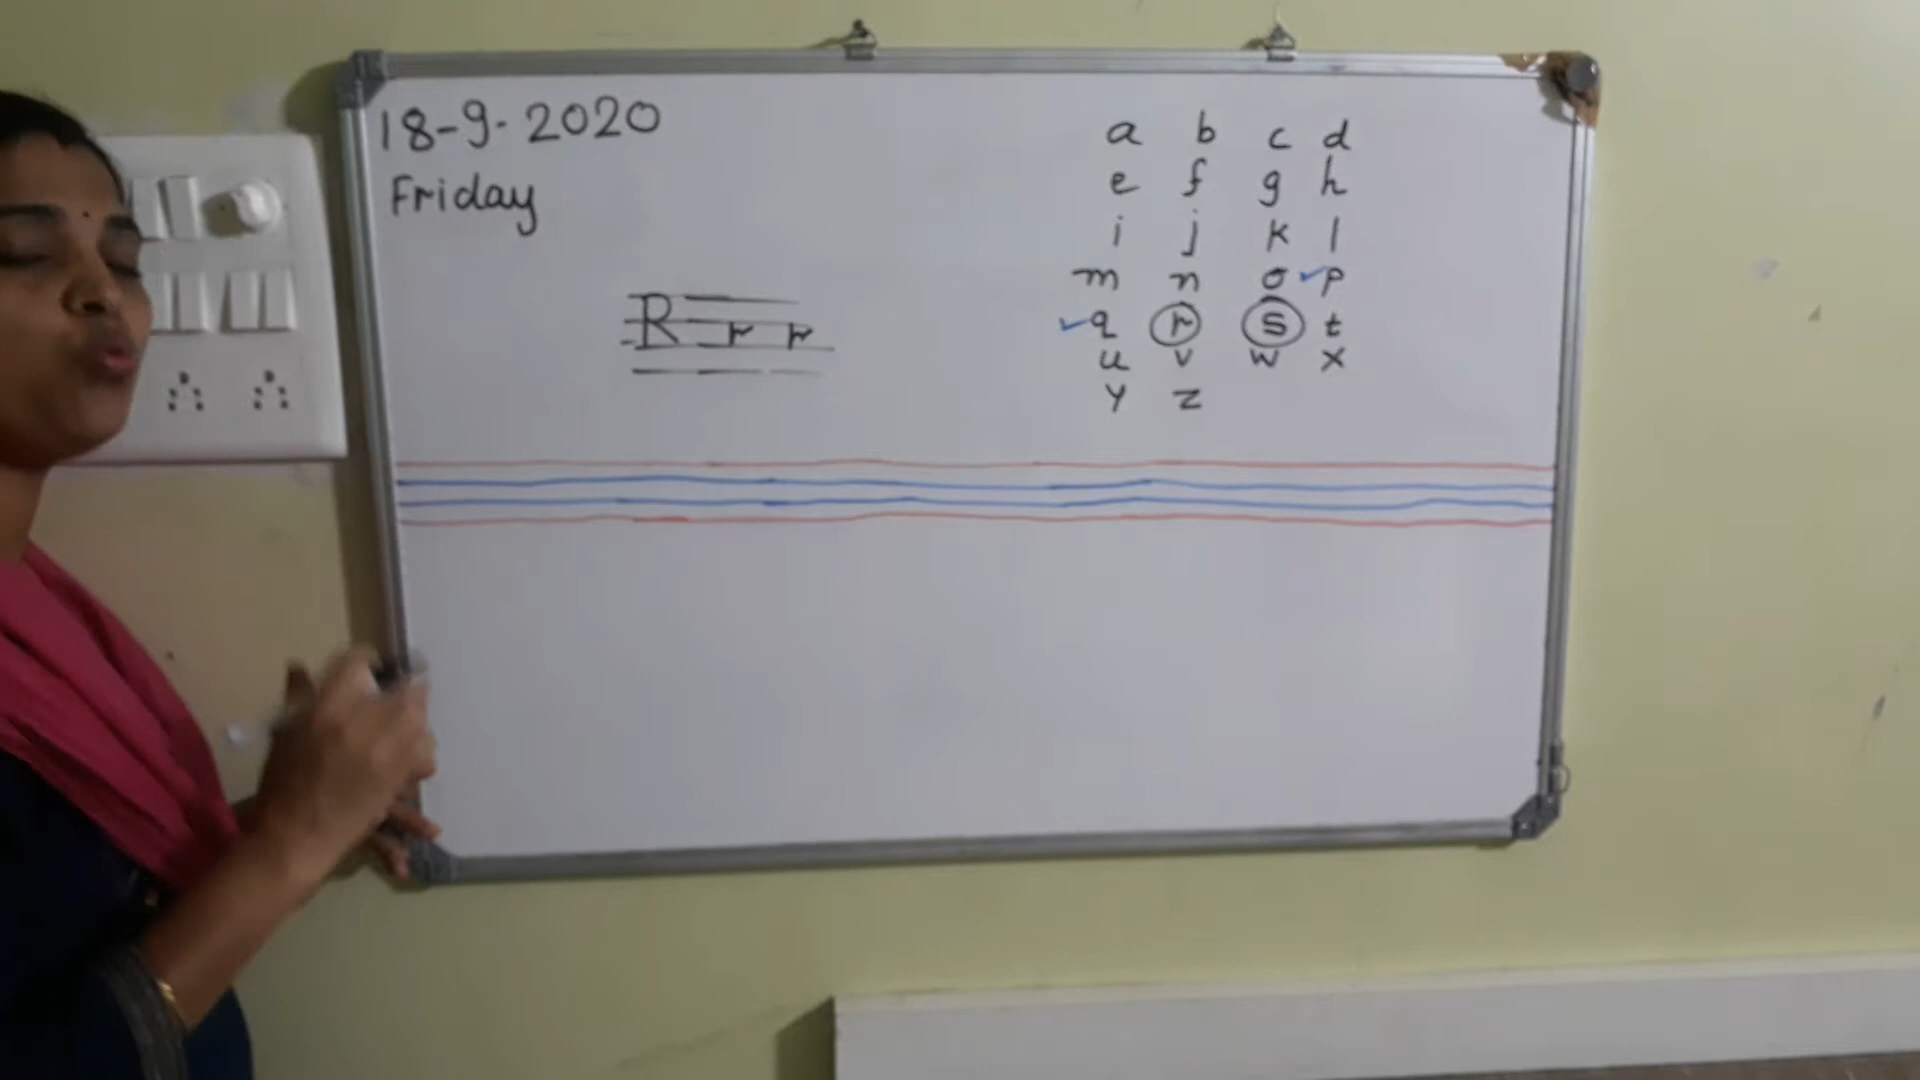 18-9-2020
Friday
R r r
a b c d
e f g h
i j k l
m n o p
q r s t
u v w x
y z